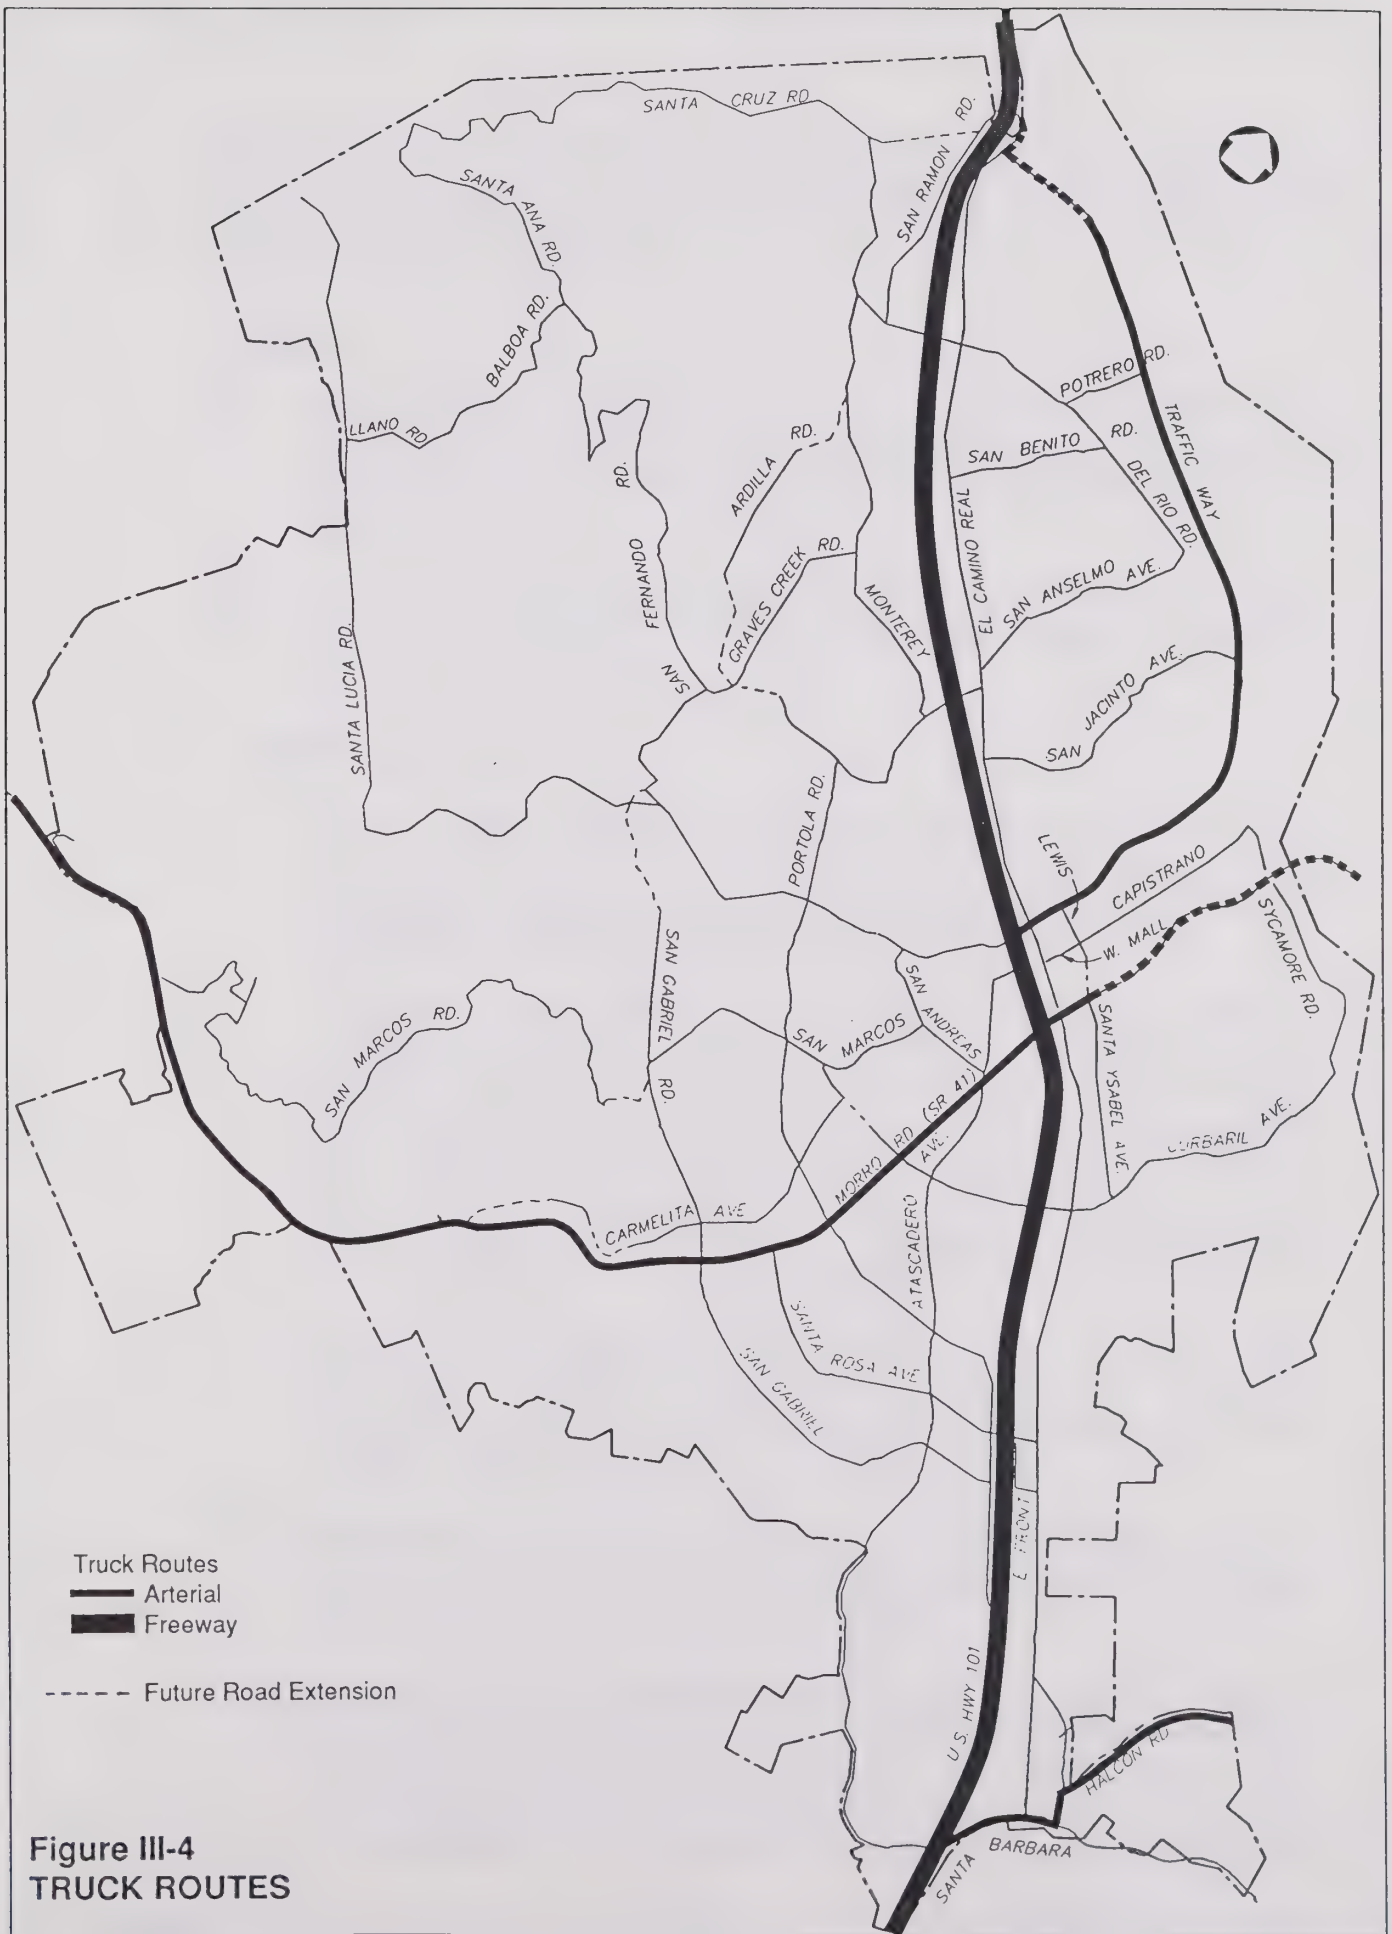 SANTA CRUZ RD
SAN RAMON RD.
SANTA ANA RD.
BALBOA RD.
LLANO RD
POTRERO RD.
TRAFFIC WAY
ARDILLA RD.
SAN BENITO RD.
DEL RIO RD.
SAN FERNANDO RD.
GRAVES CREEK RD.
EL CAMINO REAL
SAN ANSELMO AVE.
MONTEREY
SANTA LUCIA RD.
SAN JACINTO AVE.
PORTOLA RD.
LEWIS
CAPISTRANO
W. MALL
SYCAMORE RD.
SAN GABRIEL RD.
SAN ANDREAS
SAN MARCOS
SAN MARCOS RD.
SANTA YSABEL AVE.
AVE.
MORRO RD (SR 41)
AVE.
CARMELITA AVE
ATASCADERO
SANTA ROSA AVE
SAN GABRIEL
E FRONT
U.S. HWY 101
HALCON RD
SANTA BARBARA
Truck Routes
Arterial
Freeway
Future Road Extension
Figure III-4
TRUCK ROUTES